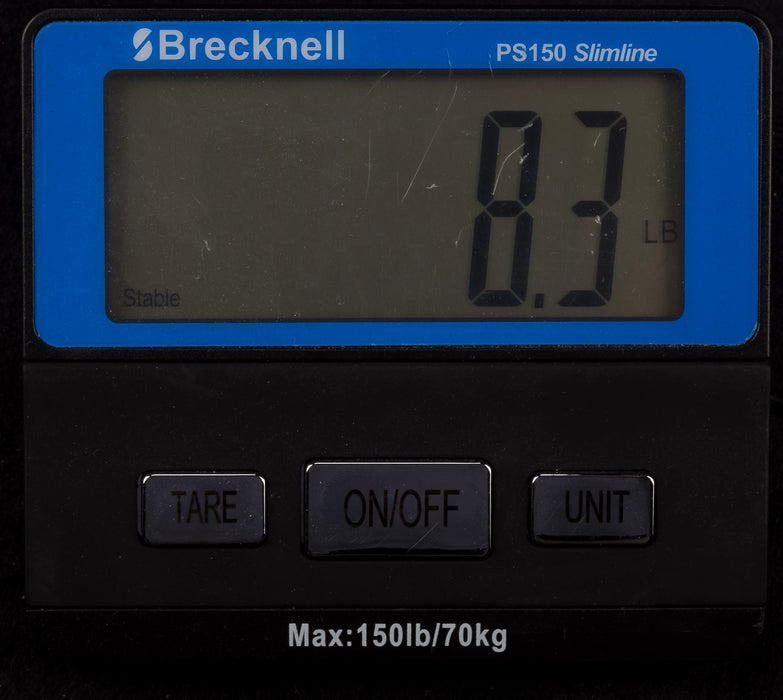 Brecknell
PS150 Slimline
8.3
LB
Stable
TARE
ON/OFF
UNIT
Max:150lb/70kg